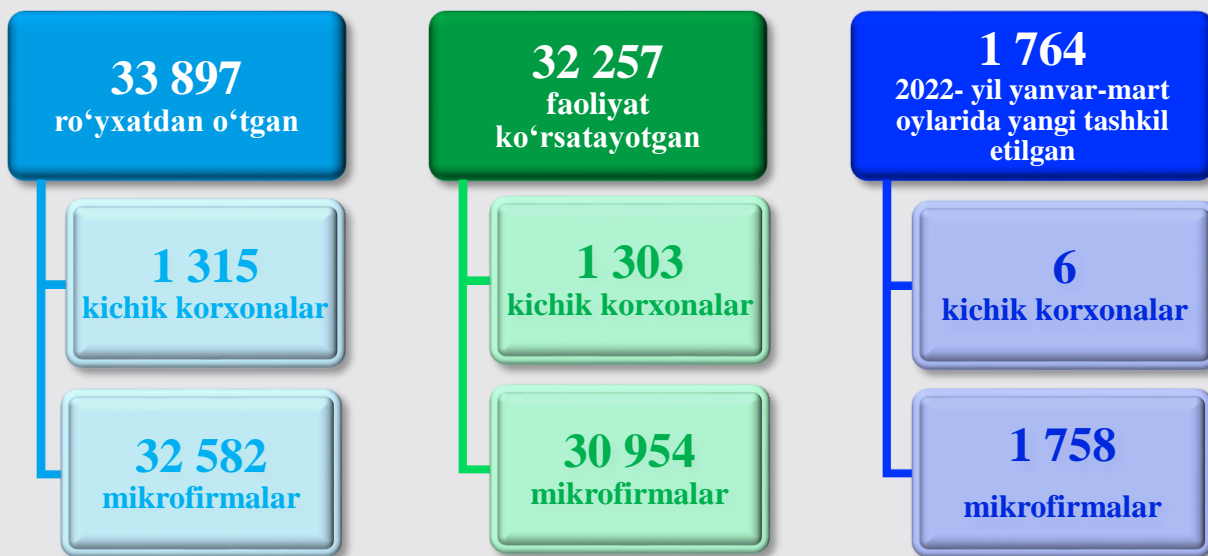 33 897
ro‘yxatdan o‘tgan
1 315
kichik korxonalar
32 582
mikrofirmalar
32 257
faoliyat
ko‘rsatayotgan
1 303
kichik korxonalar
30 954
mikrofirmalar
1 764
2022- yil yanvar-mart
oylarida yangi tashkil
etilgan
6
kichik korxonalar
1 758
mikrofirmalar